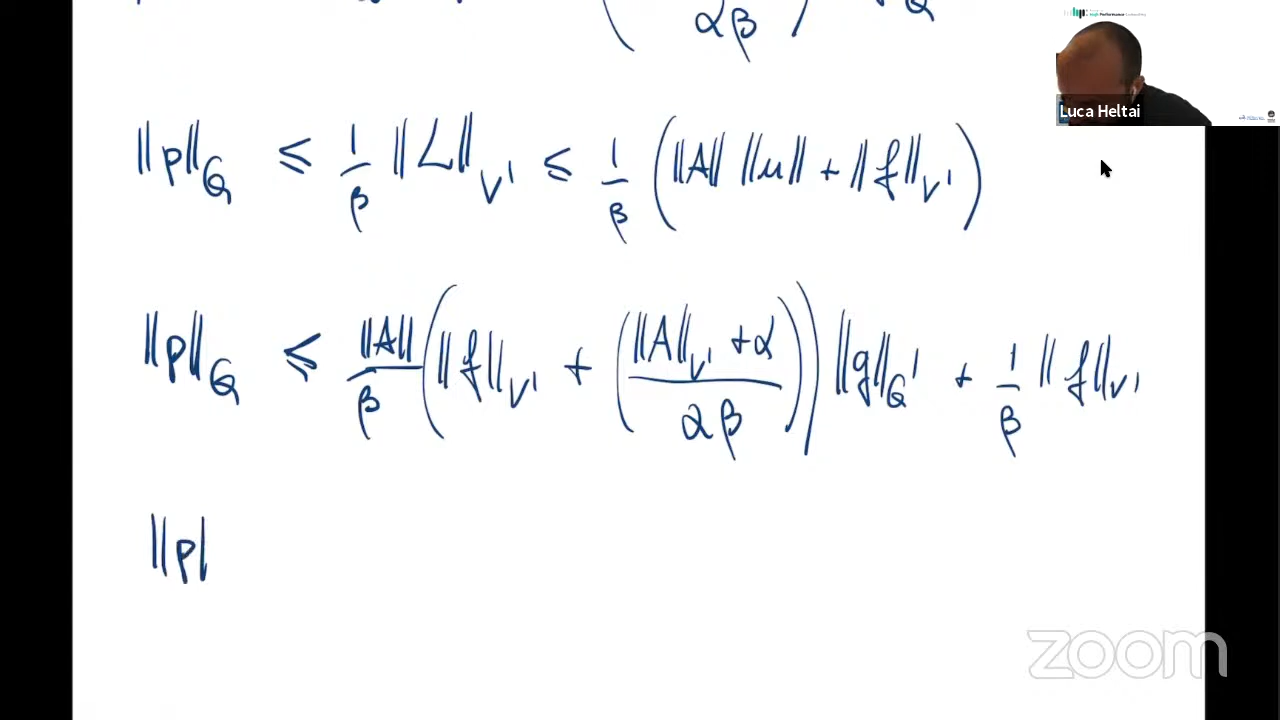 ( αβ ) Q
Luca Heltai
‖p‖_Q ≤ 1/β ‖L‖_V' ≤ 1/β (‖A‖ ‖u‖ + ‖f‖_V')
‖p‖_Q ≤ ‖A‖/β (‖f‖_V' + ((‖A‖_V' + α)/(αβ))) ‖g‖_Q' + 1/β ‖f‖_V'
‖p|
zoom